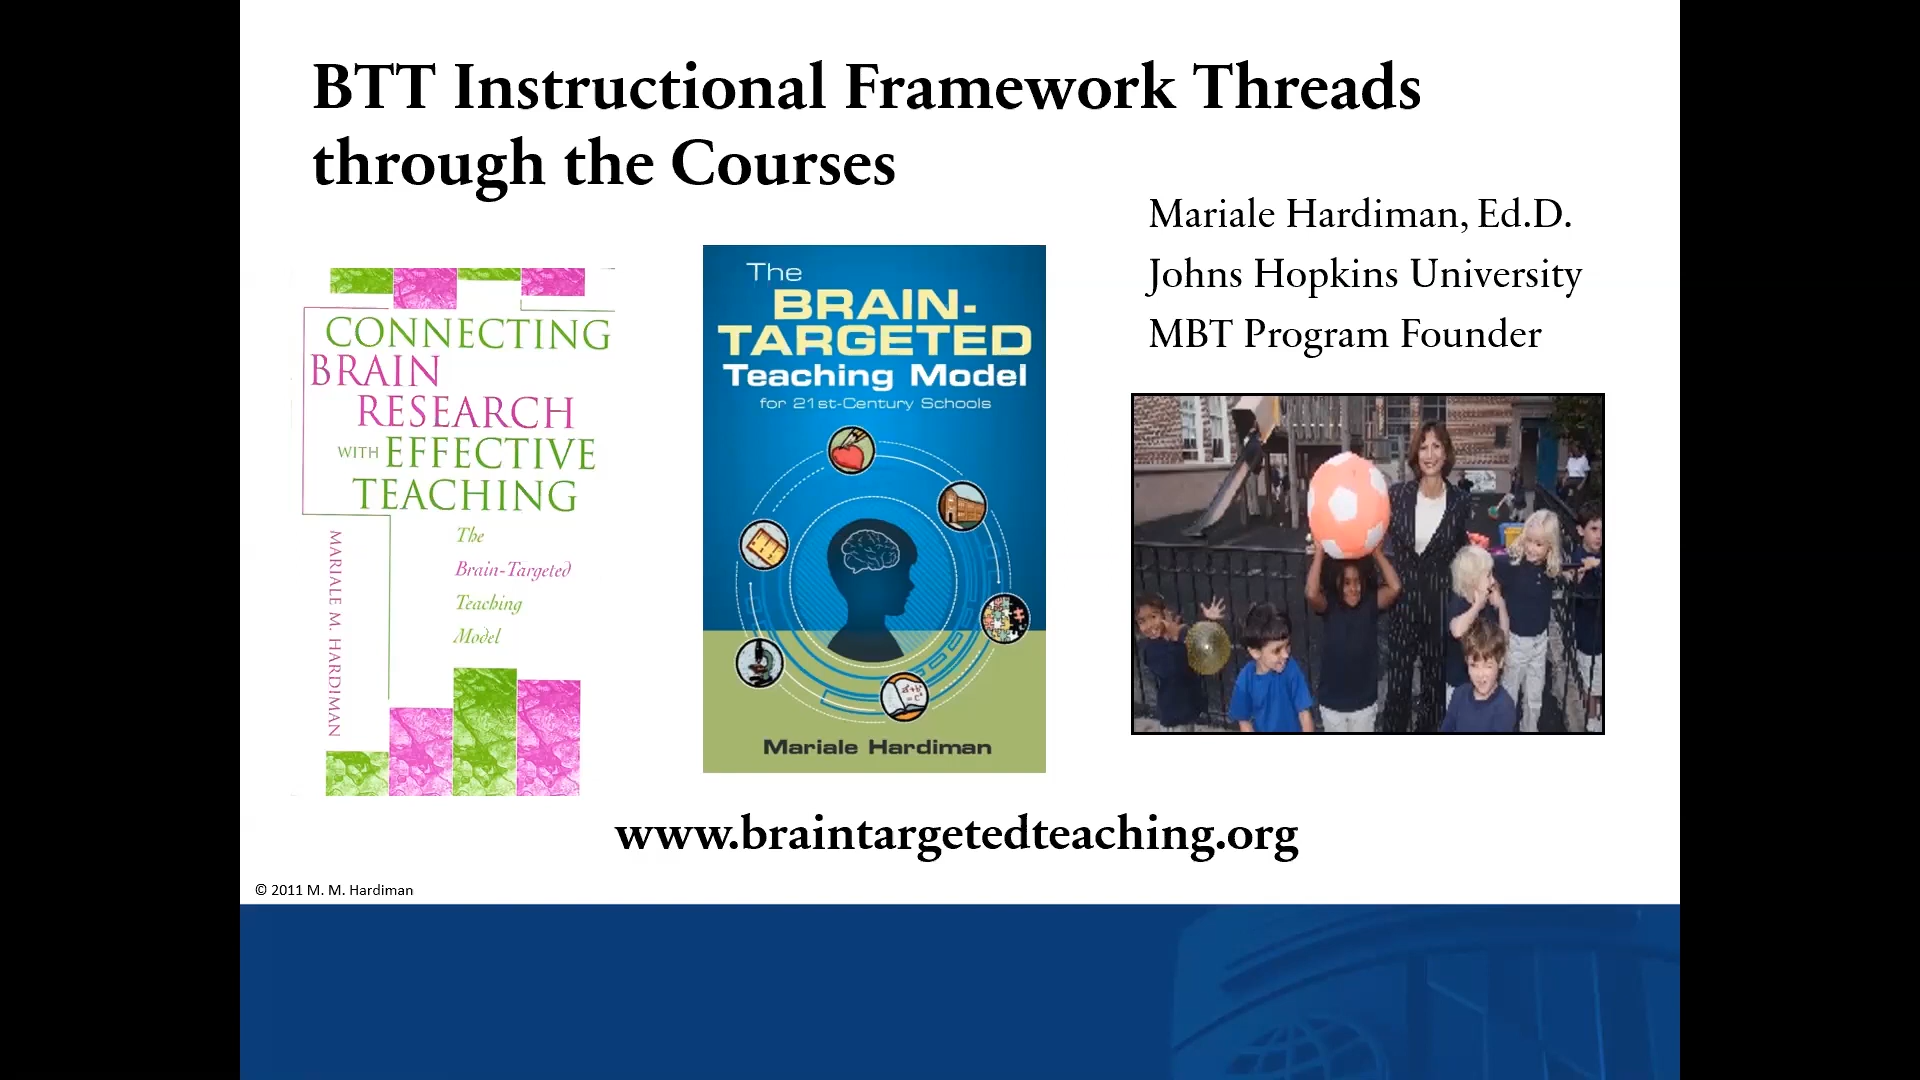 BTT Instructional Framework Threads
through the Courses
Mariale Hardiman, Ed.D.
Johns Hopkins University
MBT Program Founder
CONNECTING
BRAIN
RESEARCH
WITH EFFECTIVE
TEACHING
The
Brain-Targeted
Teaching
Model
MARIALE M. HARDIMAN
The
BRAIN-
TARGETED
Teaching Model
for 21st-Century Schools
Mariale Hardiman
www.braintargetedteaching.org
© 2011 M. M. Hardiman